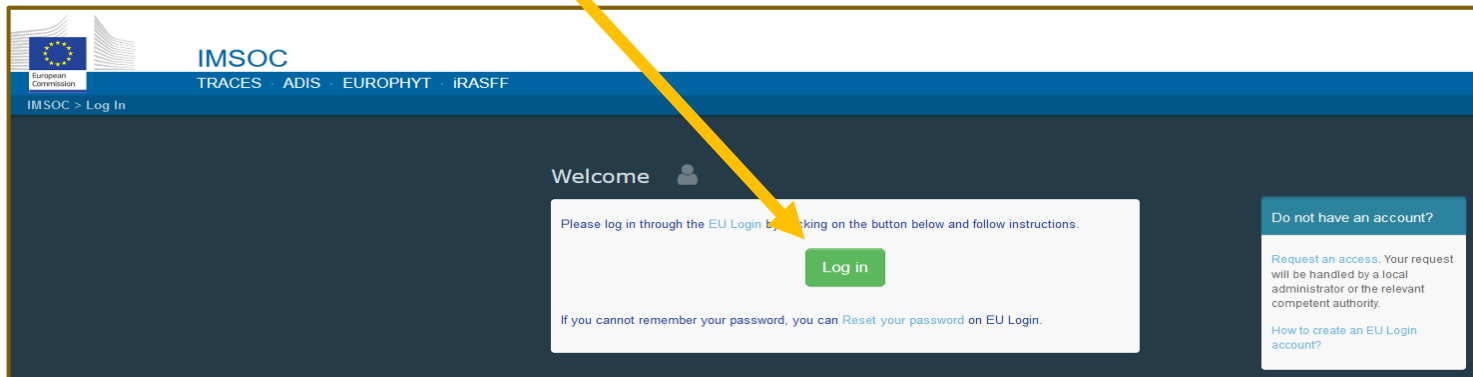 European
Commission
IMSOC
TRACES · ADIS · EUROPHYT · iRASFF
IMSOC > Log In
Welcome
Please log in through the EU Login by clicking on the button below and follow instructions.
Log in
If you cannot remember your password, you can Reset your password on EU Login.
Do not have an account?
Request an access. Your request
will be handled by a local
administrator or the relevant
competent authority.
How to create an EU Login
account?